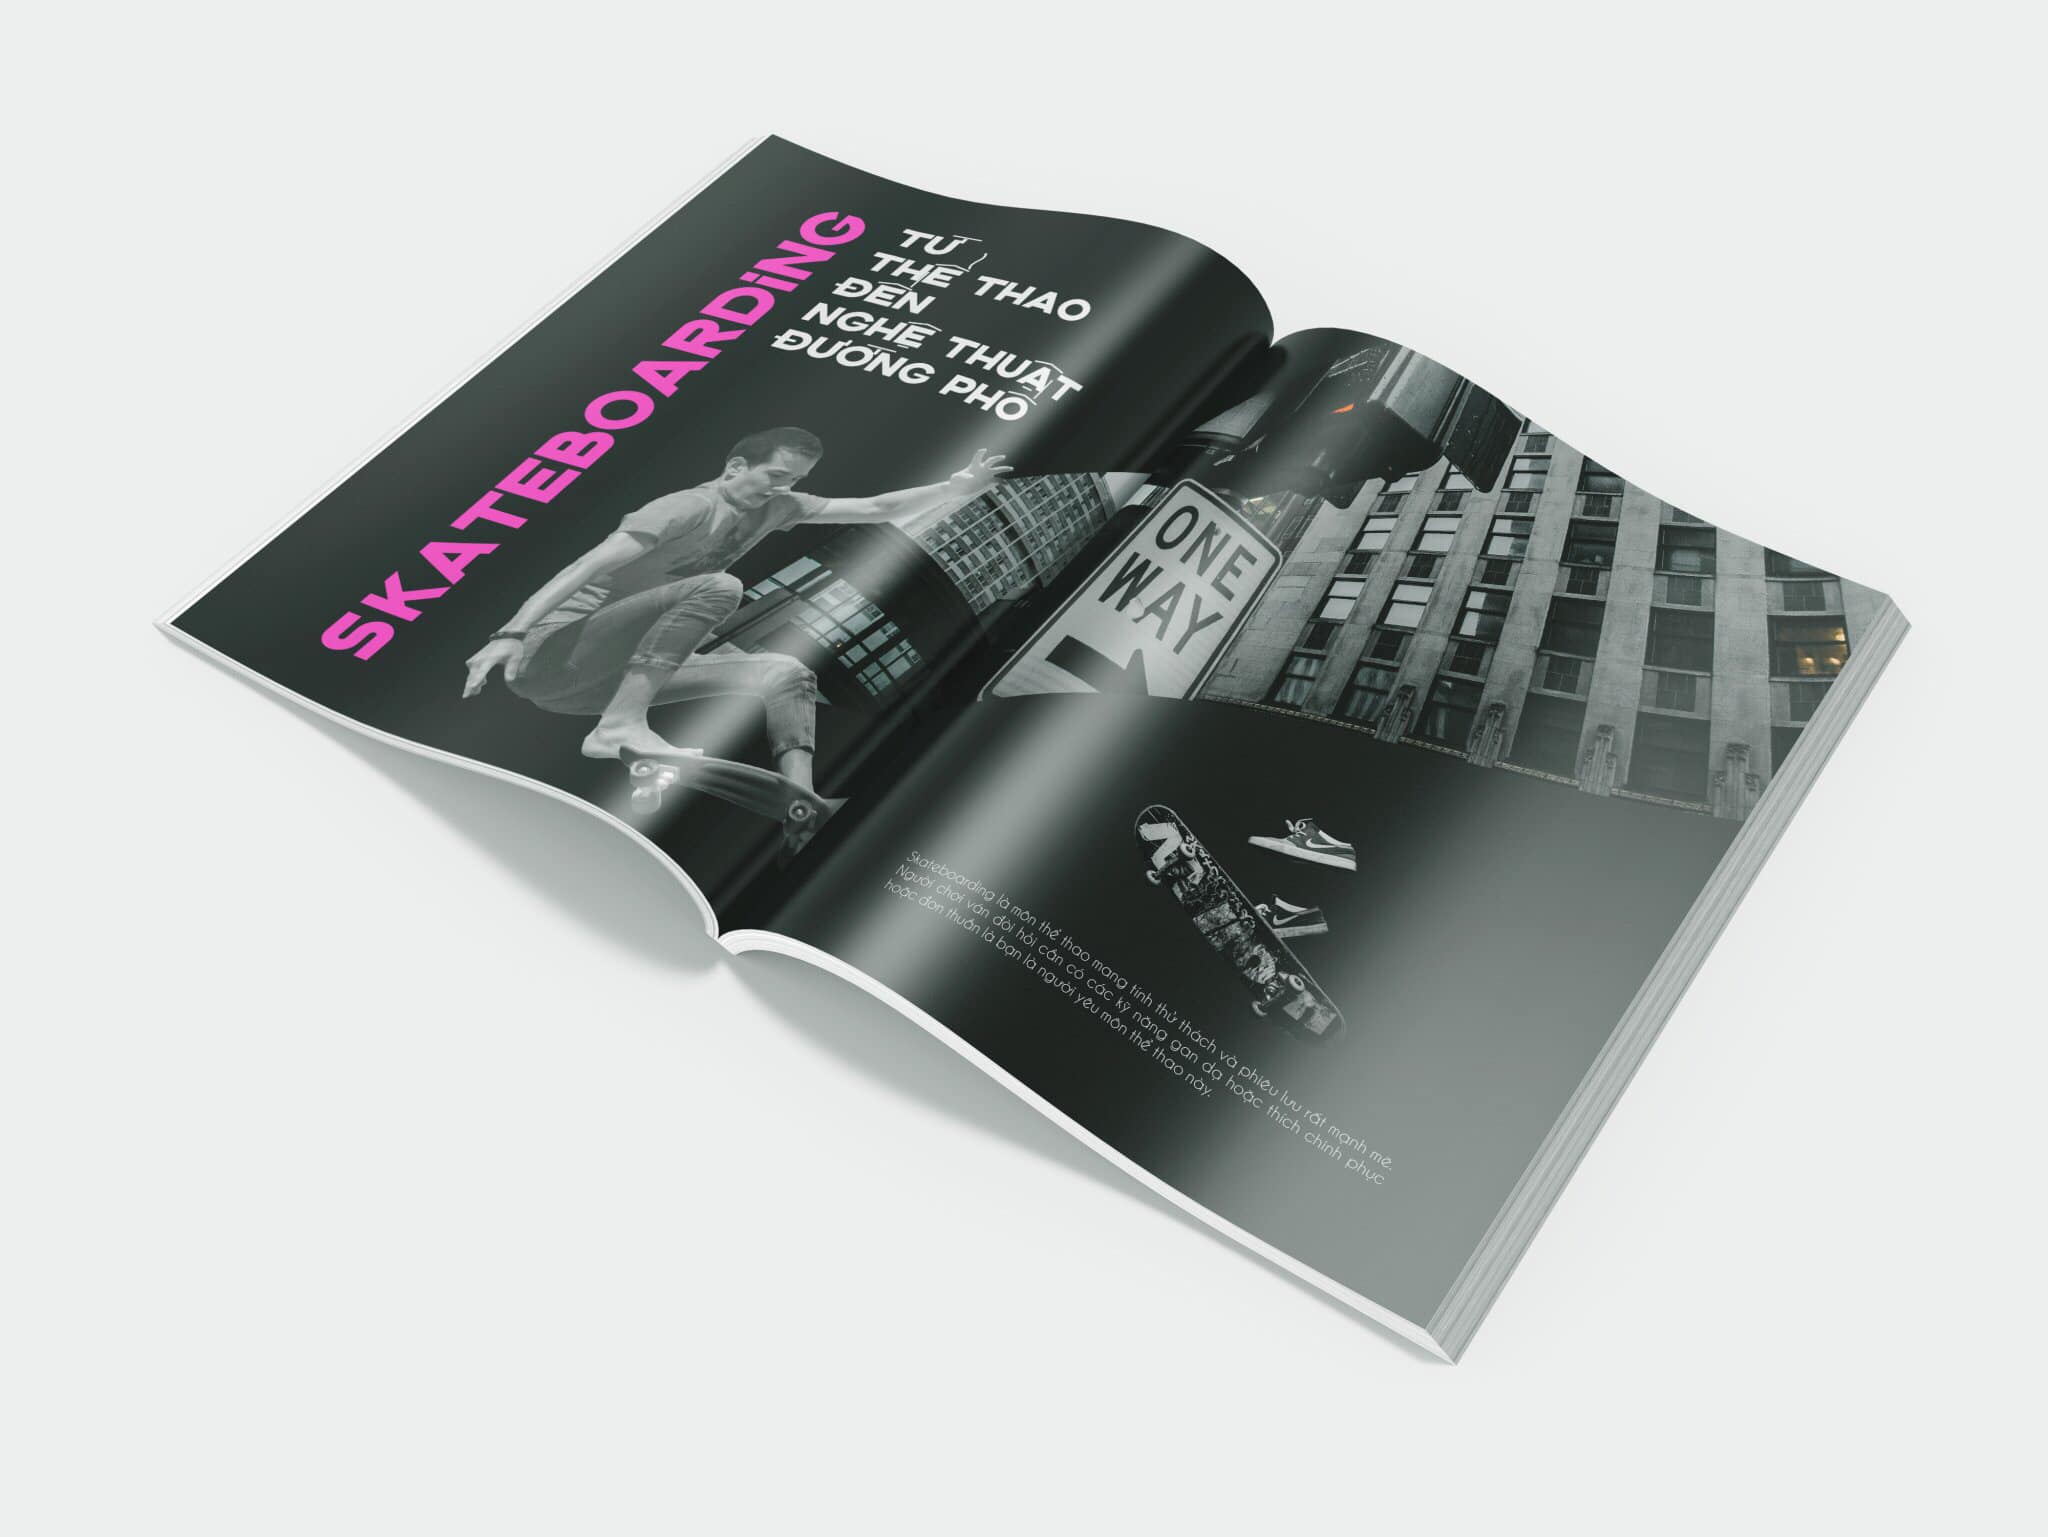 SKATEBOARDiNG
TỪ
THỂ THAO
ĐẾN
NGHỆ THUẬT
ĐƯỜNG PHỐ
ONE
WAY
Skateboarding là môn thể thao mang tính thử thách và phiêu lưu rất mạnh mẽ.
Người chơi ván đòi hỏi cần có các kỹ năng gan dạ hoặc thích chinh phục
hoặc đơn thuần là bạn là người yêu môn thể thao này.